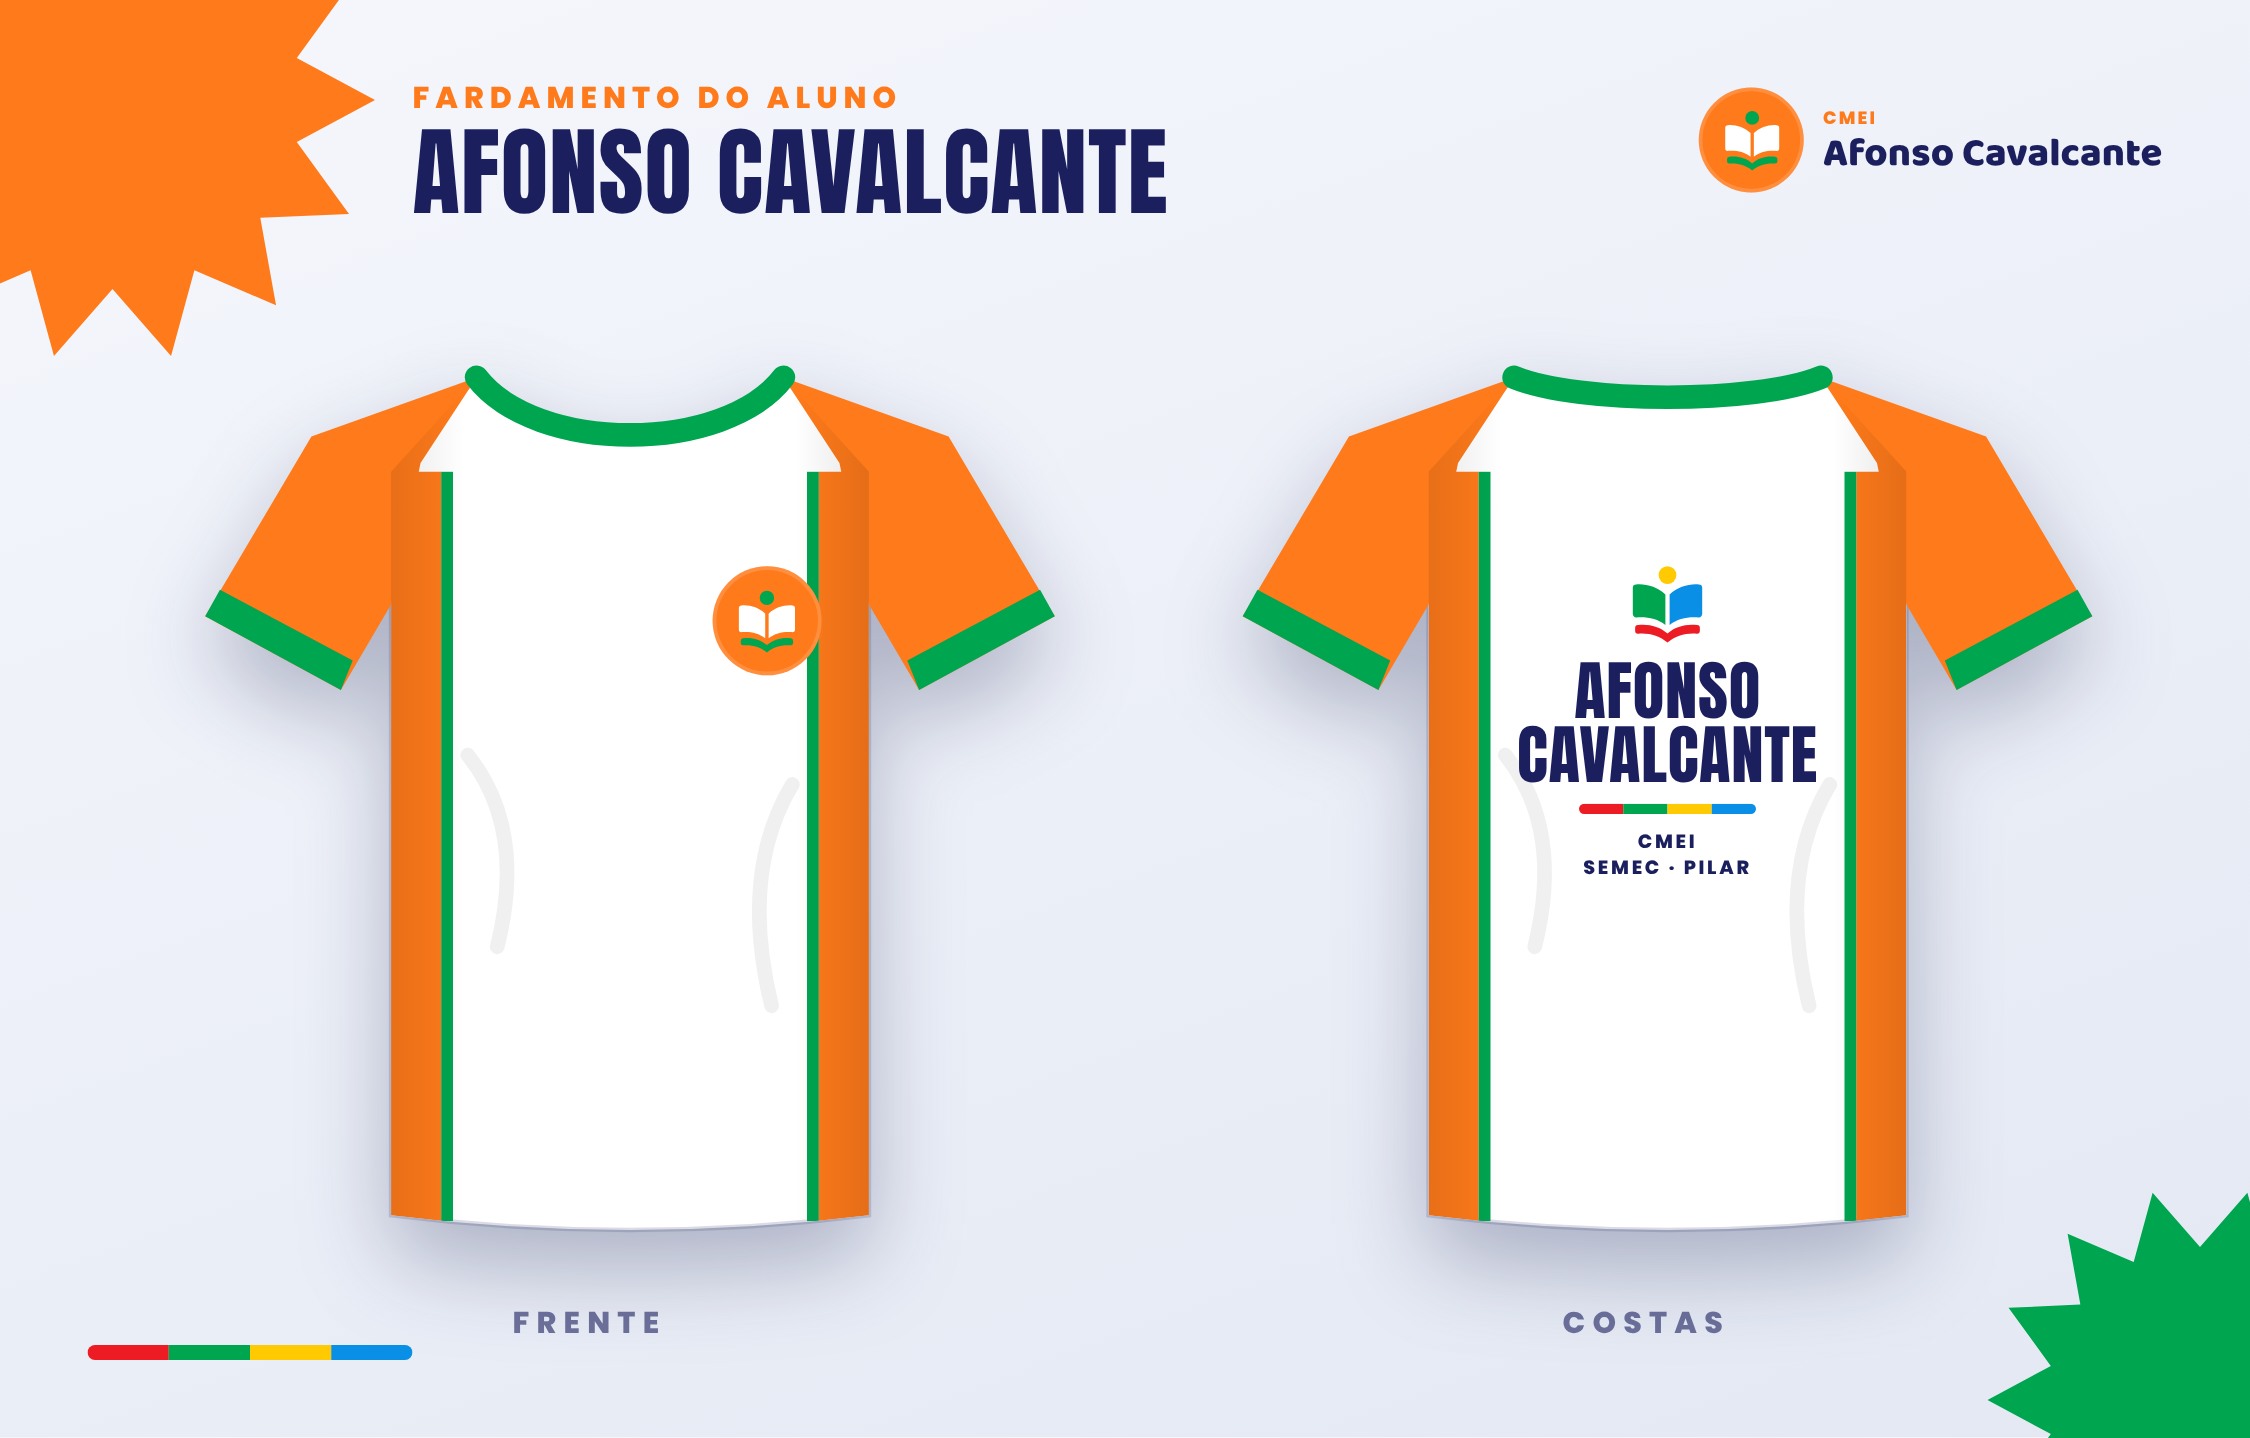 FARDAMENTO DO ALUNO
AFONSO CAVALCANTE
CMEI
Afonso Cavalcante
AFONSO
CAVALCANTE
CMEI
SEMEC · PILAR
FRENTE
COSTAS